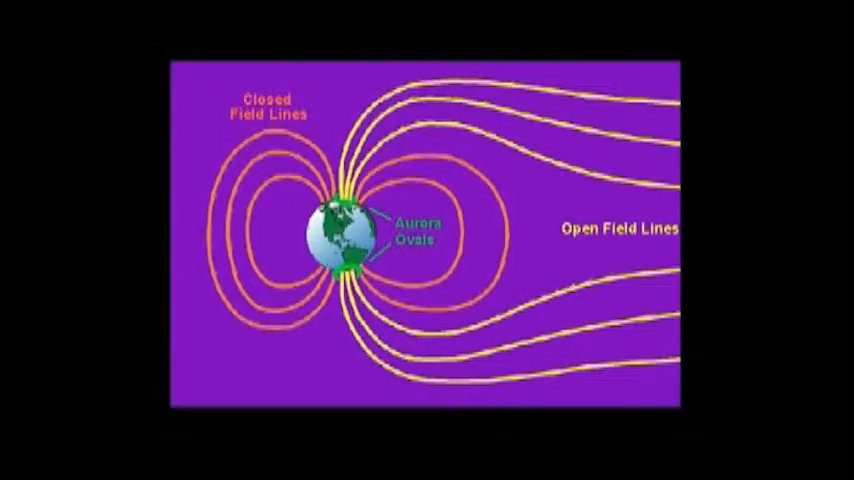 Closed
Field Lines
Aurora
Ovals
Open Field Lines